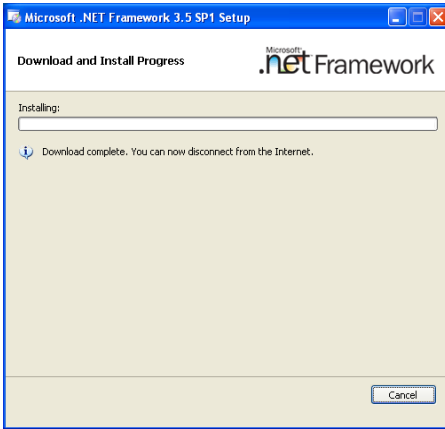 Microsoft .NET Framework 3.5 SP1 Setup
Download and Install Progress
Microsoft
.net Framework
Installing:
Download complete. You can now disconnect from the Internet.
Cancel